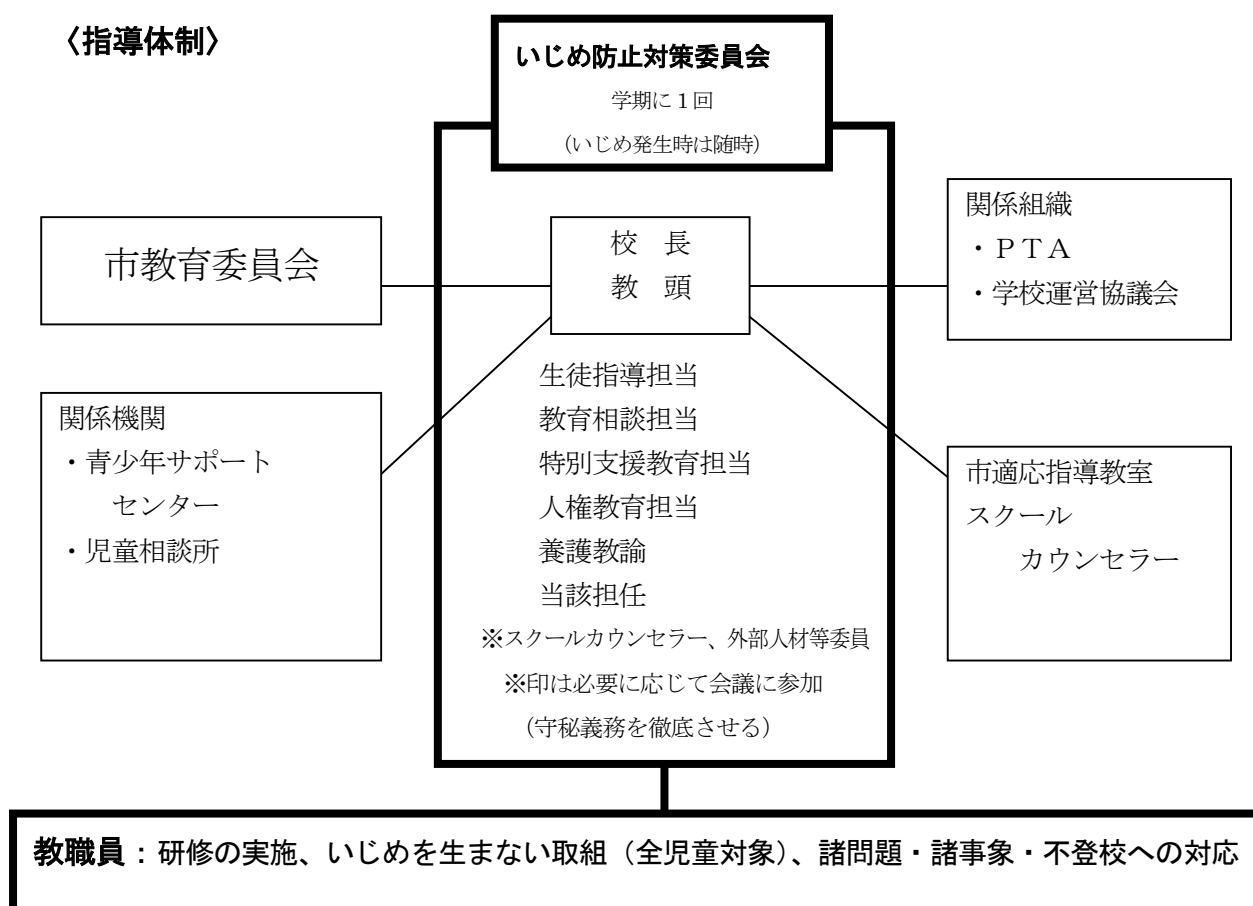 〈指導体制〉
いじめ防止対策委員会
学期に１回
（いじめ発生時は随時）
市教育委員会
校　長
教　頭
関係組織
・ＰＴＡ
・学校運営協議会
関係機関
・青少年サポート
センター
・児童相談所
生徒指導担当
教育相談担当
特別支援教育担当
人権教育担当
養護教諭
当該担任
※スクールカウンセラー、外部人材等委員
※印は必要に応じて会議に参加
（守秘義務を徹底させる）
市適応指導教室
スクール
カウンセラー
教職員：研修の実施、いじめを生まない取組（全児童対象）、諸問題・諸事象・不登校への対応